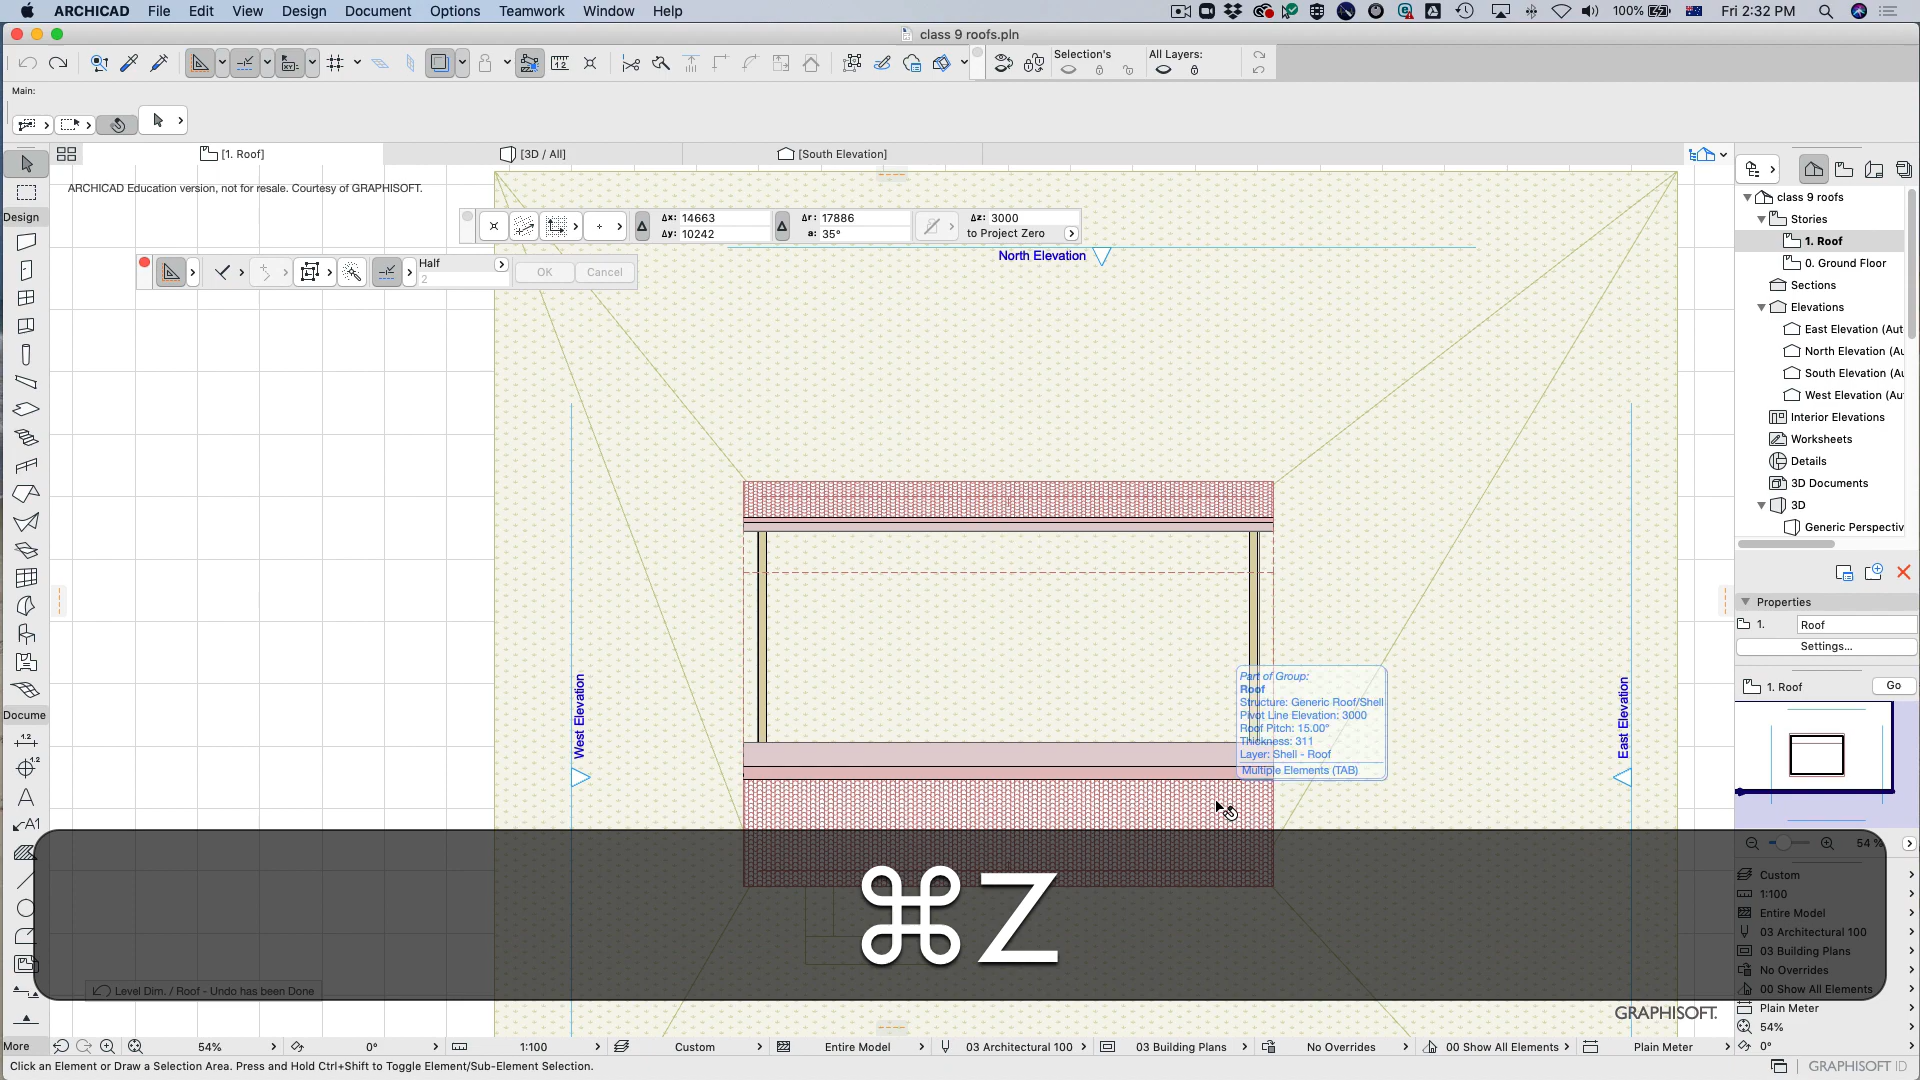 ARCHICAD File Edit View Design Document Options Teamwork Window Help 100% Fri 2:32 PM
class 9 roofs.pln
Selection's All Layers:
Main:
[1. Roof] [3D / All] [South Elevation]
ARCHICAD Education version, not for resale. Courtesy of GRAPHISOFT.
Design
Δx: 14663 Δr: 17886 Δz: 3000
Δy: 10242 a: 35° to Project Zero
North Elevation
Half
2
OK Cancel
West Elevation
East Elevation
Part of Group:
Roof
Structure: Generic Roof/Shell
Pivot Line Elevation: 3000
Roof Pitch: 15.00°
Thickness: 311
Layer: Shell - Roof
Multiple Elements (TAB)
Docume
1.2
1.2
A
A1
⌘Z
Level Dim. / Roof - Undo has been Done
GRAPHISOFT.
class 9 roofs
Stories
1. Roof
0. Ground Floor
Sections
Elevations
East Elevation (Aut
North Elevation (Au
South Elevation (Au
West Elevation (Au
Interior Elevations
Worksheets
Details
3D Documents
3D
Generic Perspectiv
Properties
1. Roof
Settings...
1. Roof Go
54 %
Custom
1:100
Entire Model
03 Architectural 100
03 Building Plans
No Overrides
00 Show All Elements
Plain Meter
54%
0°
More 54% 0° 1:100 Custom Entire Model 03 Architectural 100 03 Building Plans No Overrides 00 Show All Elements Plain Meter
Click an Element or Draw a Selection Area. Press and Hold Ctrl+Shift to Toggle Element/Sub-Element Selection.
GRAPHISOFT ID